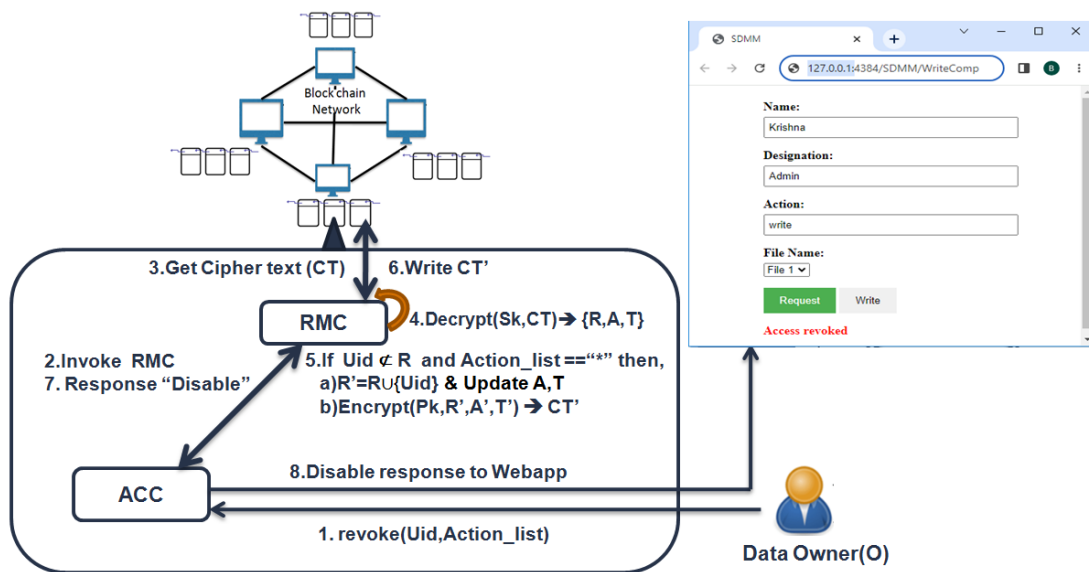 Block chain
Network
3.Get Cipher text (CT)
6.Write CT’
RMC
4.Decrypt(Sk,CT)➔ {R,A,T}
2.Invoke RMC
7. Response “Disable”
5.If Uid ⊄ R and Action_list ==“*” then,
a)R’=R∪{Uid} & Update A,T
b)Encrypt(Pk,R’,A’,T’) ➔ CT’
ACC
8.Disable response to Webapp
1. revoke(Uid,Action_list)
Data Owner(O)
SDMM
127.0.0.1:4384/SDMM/WriteComp
B
Name:
Krishna
Designation:
Admin
Action:
write
File Name:
File 1
Request Write
Access revoked